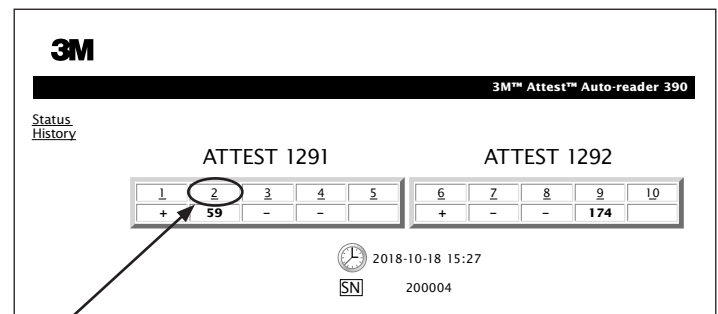 3M
3M™ Attest™ Auto-reader 390
Status
History
ATTEST 1291 ATTEST 1292
1 2 3 4 5 6 7 8 9 10
+ 59 – – + – – 174
2018-10-18 15:27
SN 200004